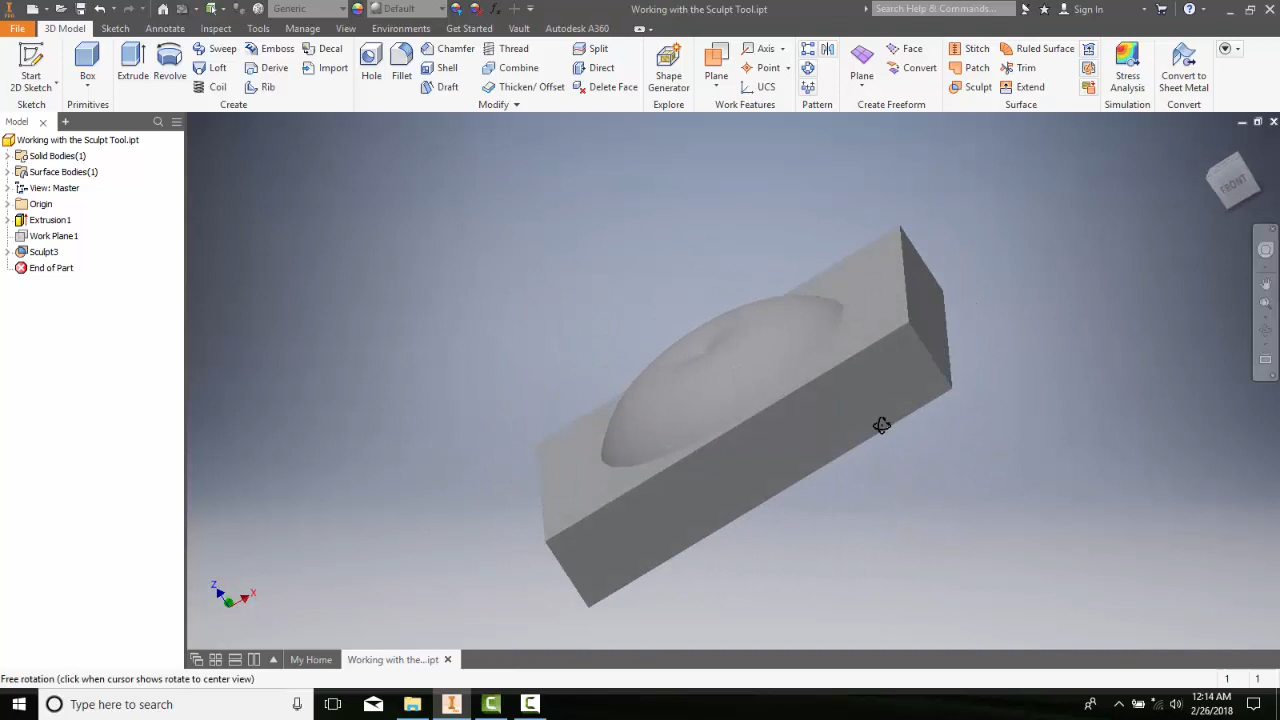 Generic
Default
Working with the Sculpt Tool.ipt
Search Help & Commands...
Sign In
File
3D Model
Sketch
Annotate
Inspect
Tools
Manage
View
Environments
Get Started
Vault
Autodesk A360
Start
2D Sketch
Sketch
Box
Primitives
Extrude
Revolve
Sweep
Loft
Coil
Emboss
Derive
Rib
Decal
Import
Create
Hole
Fillet
Chamfer
Shell
Draft
Thread
Combine
Thicken/ Offset
Split
Direct
Delete Face
Modify
Shape
Generator
Explore
Plane
Axis
Point
UCS
Work Features
Pattern
Plane
Face
Convert
Create Freeform
Stitch
Patch
Sculpt
Ruled Surface
Trim
Extend
Surface
Stress
Analysis
Simulation
Convert to
Sheet Metal
Convert
Model
Working with the Sculpt Tool.ipt
Solid Bodies(1)
Surface Bodies(1)
View: Master
Origin
Extrusion1
Work Plane1
Sculpt3
End of Part
FRONT
Z
X
My Home
Working with the...ipt
Free rotation (click when cursor shows rotate to center view)
1
1
Type here to search
12:14 AM
2/26/2018